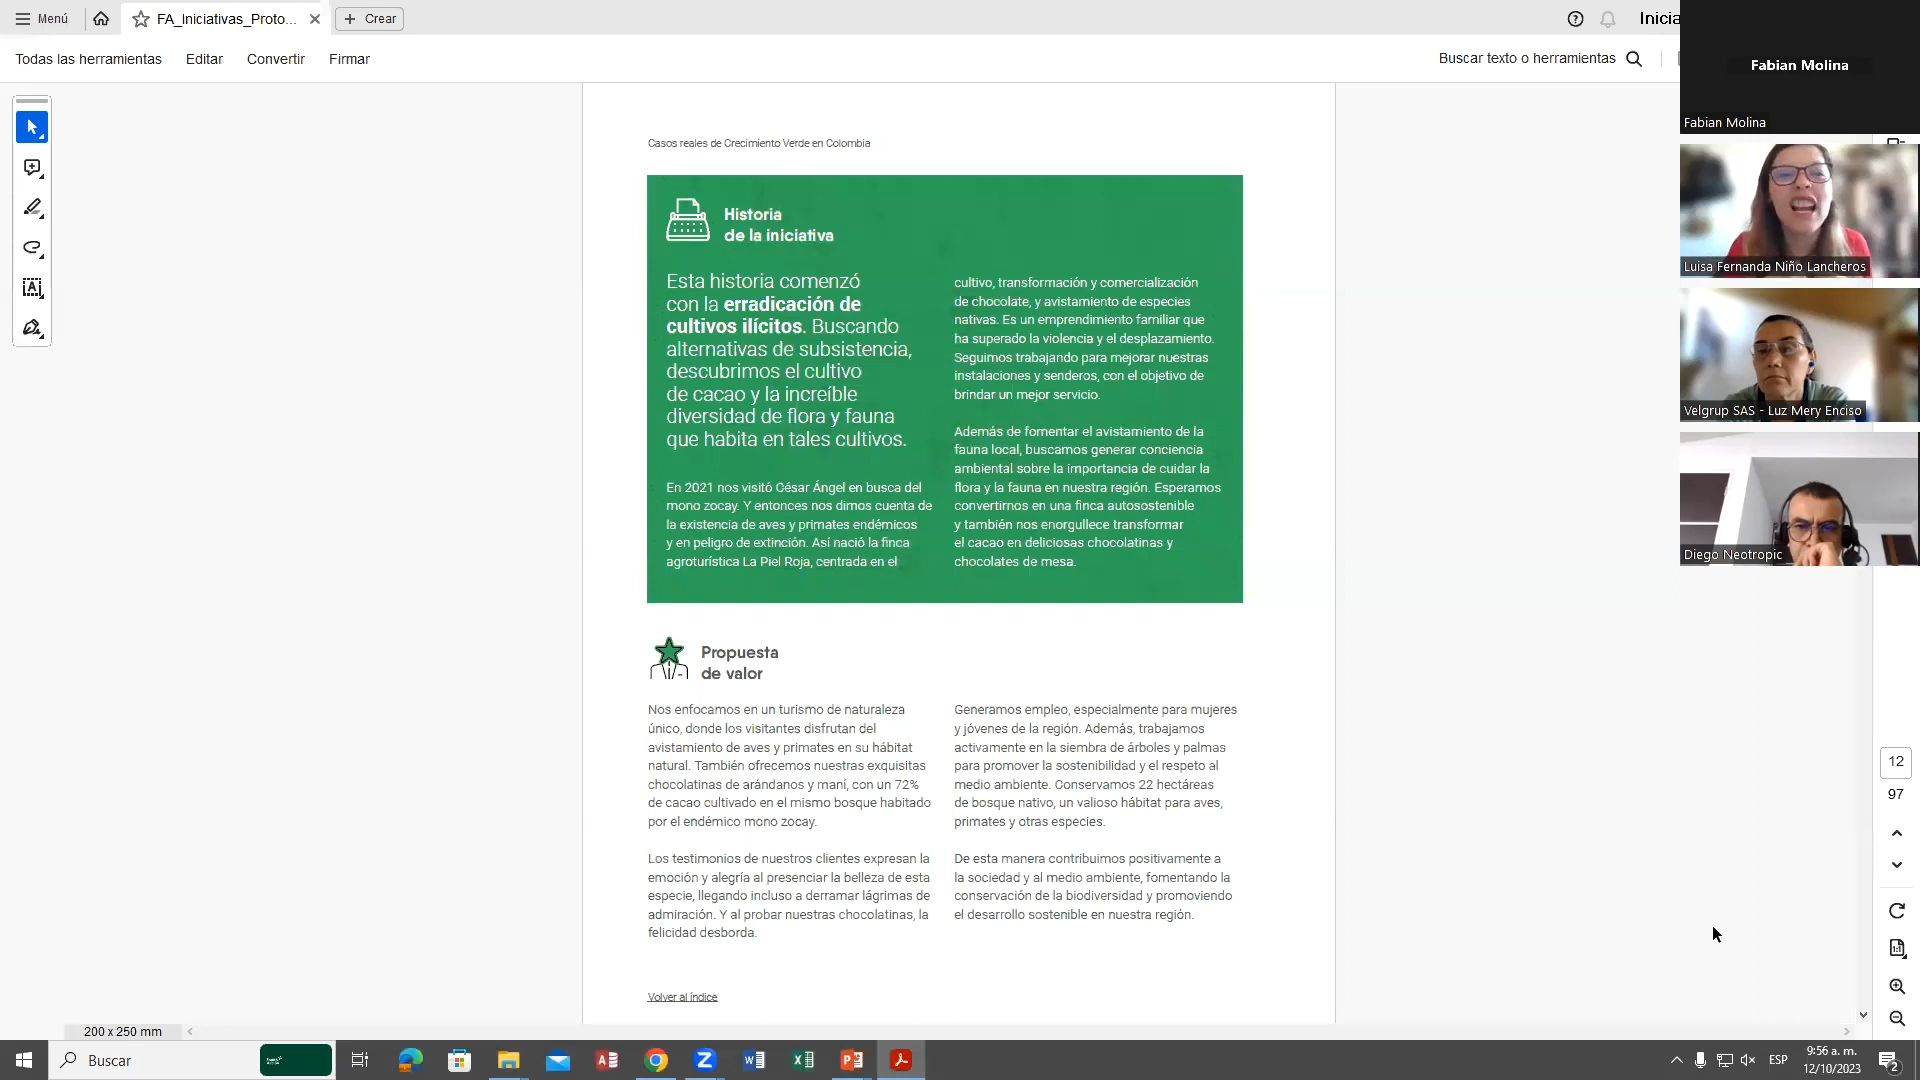 Menú
FA_Iniciativas_Proto...
Crear
Inicia
Todas las herramientas
Editar
Convertir
Firmar
Buscar texto o herramientas
Casos reales de Crecimiento Verde en Colombia
Historia
de la iniciativa
Esta historia comenzó
con la erradicación de
cultivos ilícitos. Buscando
alternativas de subsistencia,
descubrimos el cultivo
de cacao y la increíble
diversidad de flora y fauna
que habita en tales cultivos.
En 2021 nos visitó César Ángel en busca del
mono zocay. Y entonces nos dimos cuenta de
la existencia de aves y primates endémicos
y en peligro de extinción. Así nació la finca
agroturística La Piel Roja, centrada en el
cultivo, transformación y comercialización
de chocolate, y avistamiento de especies
nativas. Es un emprendimiento familiar que
ha superado la violencia y el desplazamiento.
Seguimos trabajando para mejorar nuestras
instalaciones y senderos, con el objetivo de
brindar un mejor servicio.
Además de fomentar el avistamiento de la
fauna local, buscamos generar conciencia
ambiental sobre la importancia de cuidar la
flora y la fauna en nuestra región. Esperamos
convertirnos en una finca autosostenible
y también nos enorgullece transformar
el cacao en deliciosas chocolatinas y
chocolates de mesa.
Propuesta
de valor
Nos enfocamos en un turismo de naturaleza
único, donde los visitantes disfrutan del
avistamiento de aves y primates en su hábitat
natural. También ofrecemos nuestras exquisitas
chocolatinas de arándanos y maní, con un 72%
de cacao cultivado en el mismo bosque habitado
por el endémico mono zocay.
Los testimonios de nuestros clientes expresan la
emoción y alegría al presenciar la belleza de esta
especie, llegando incluso a derramar lágrimas de
admiración. Y al probar nuestras chocolatinas, la
felicidad desborda.
Generamos empleo, especialmente para mujeres
y jóvenes de la región. Además, trabajamos
activamente en la siembra de árboles y palmas
para promover la sostenibilidad y el respeto al
medio ambiente. Conservamos 22 hectáreas
de bosque nativo, un valioso hábitat para aves,
primates y otras especies.
De esta manera contribuimos positivamente a
la sociedad y al medio ambiente, fomentando la
conservación de la biodiversidad y promoviendo
el desarrollo sostenible en nuestra región.
Volver al índice
Fabian Molina
Fabian Molina
Luisa Fernanda Niño Lancheros
Velgrup SAS - Luz Mery Enciso
Diego Neotropic
12
97
200 x 250 mm
Buscar
ESP
9:56 a. m.
12/10/2023
2